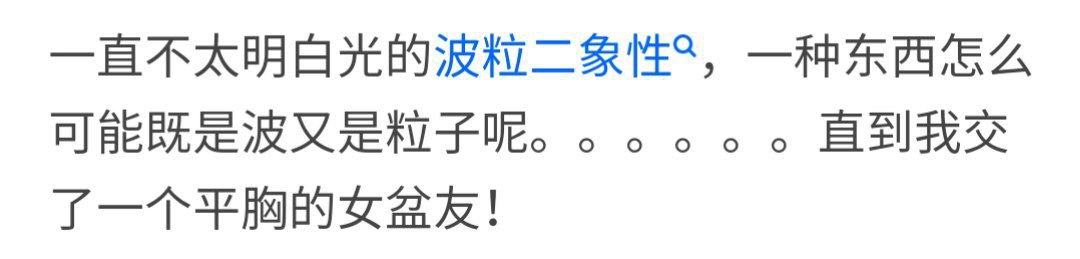 一直不太明白光的波粒二象性，一种东西怎么
可能既是波又是粒子呢。。。。。。直到我交
了一个平胸的女盆友！